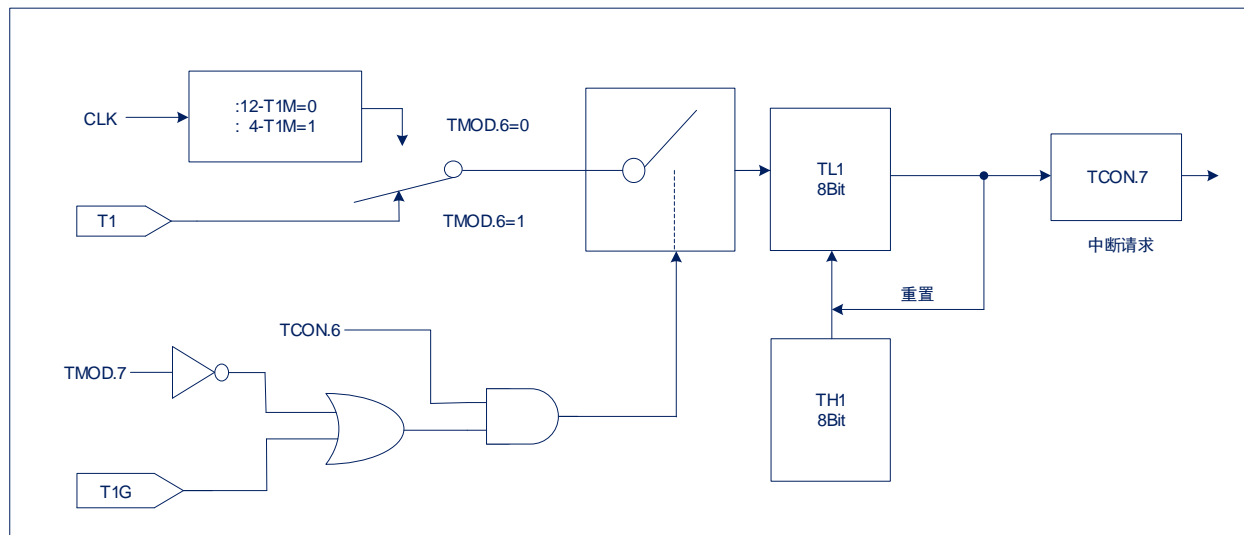 CLK
:12-T1M=0
: 4-T1M=1
TMOD.6=0
T1
TMOD.6=1
TL1
8Bit
TCON.7
中断请求
重置
TCON.6
TMOD.7
TH1
8Bit
T1G